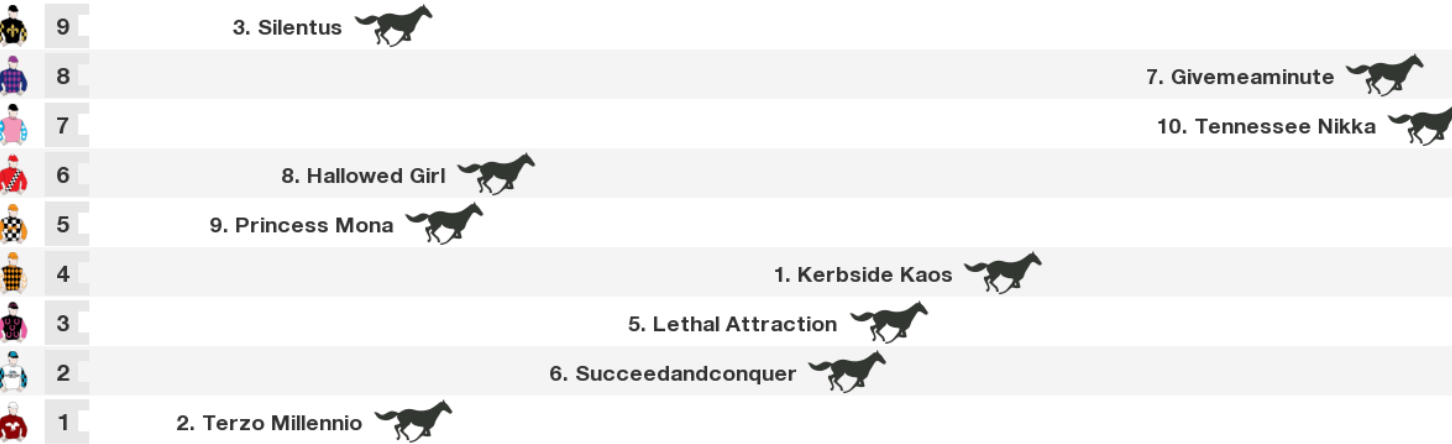 9 3. Silentus
8 7. Givemeaminute
7 10. Tennessee Nikka
6 8. Hallowed Girl
5 9. Princess Mona
4 1. Kerbside Kaos
3 5. Lethal Attraction
2 6. Succeedandconquer
1 2. Terzo Millennio